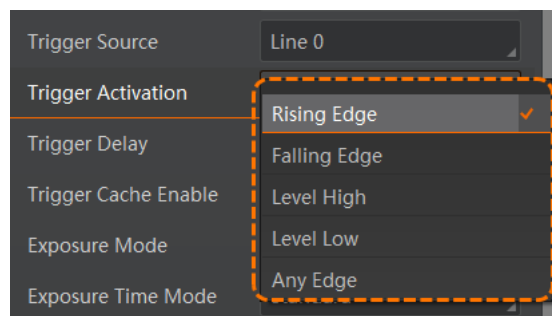 Trigger Source Line 0
Trigger Activation
Rising Edge
Trigger Delay
Falling Edge
Trigger Cache Enable Level High
Exposure Mode Level Low
Any Edge
Exposure Time Mode